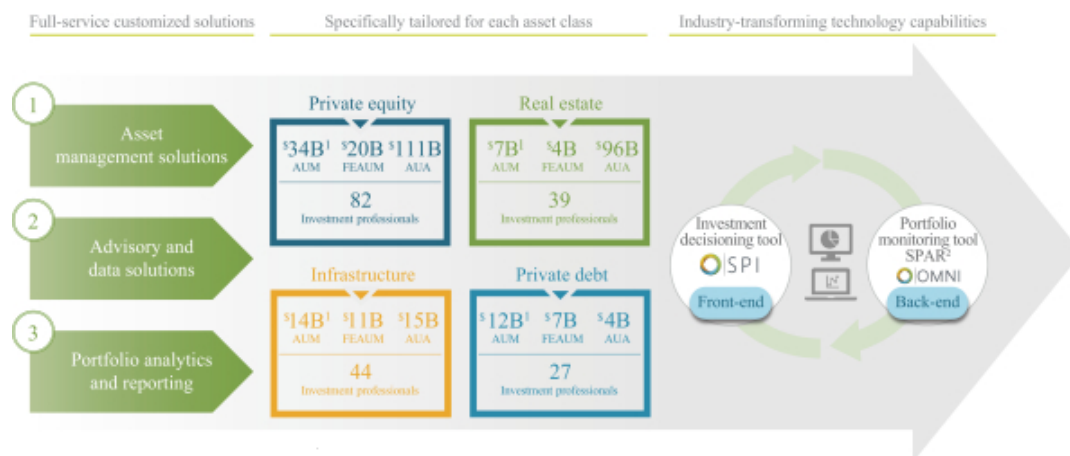 Full-service customized solutions
Specifically tailored for each asset class
Industry-transforming technology capabilities
1
Asset
management solutions
2
Advisory and
data solutions
3
Portfolio analytics
and reporting
Private equity
$34B¹ $20B $111B
AUM FEAUM AUA
82
Investment professionals
Real estate
$7B¹ $4B $96B
AUM FEAUM AUA
39
Investment professionals
Infrastructure
$14B¹ $11B $15B
AUM FEAUM AUA
44
Investment professionals
Private debt
$12B¹ $7B $4B
AUM FEAUM AUA
27
Investment professionals
Investment
decisioning tool
SPI
Front-end
Portfolio
monitoring tool
SPAR²
OMNI
Back-end